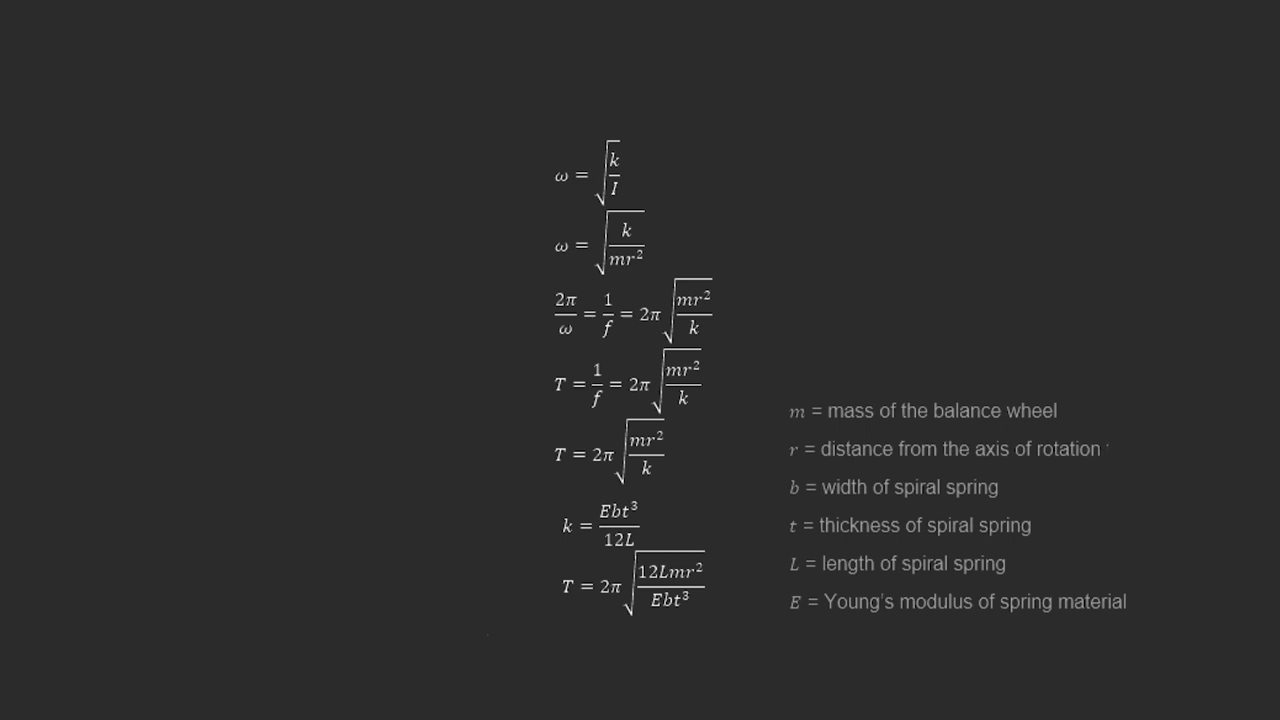 ω = √(k/I)
ω = √(k/mr²)
2π/ω = 1/f = 2π√(mr²/k)
T = 1/f = 2π√(mr²/k)
T = 2π√(mr²/k)
k = Ebt³/12L
T = 2π√(12Lmr²/Ebt³)
m = mass of the balance wheel
r = distance from the axis of rotation
b = width of spiral spring
t = thickness of spiral spring
L = length of spiral spring
E = Young's modulus of spring material